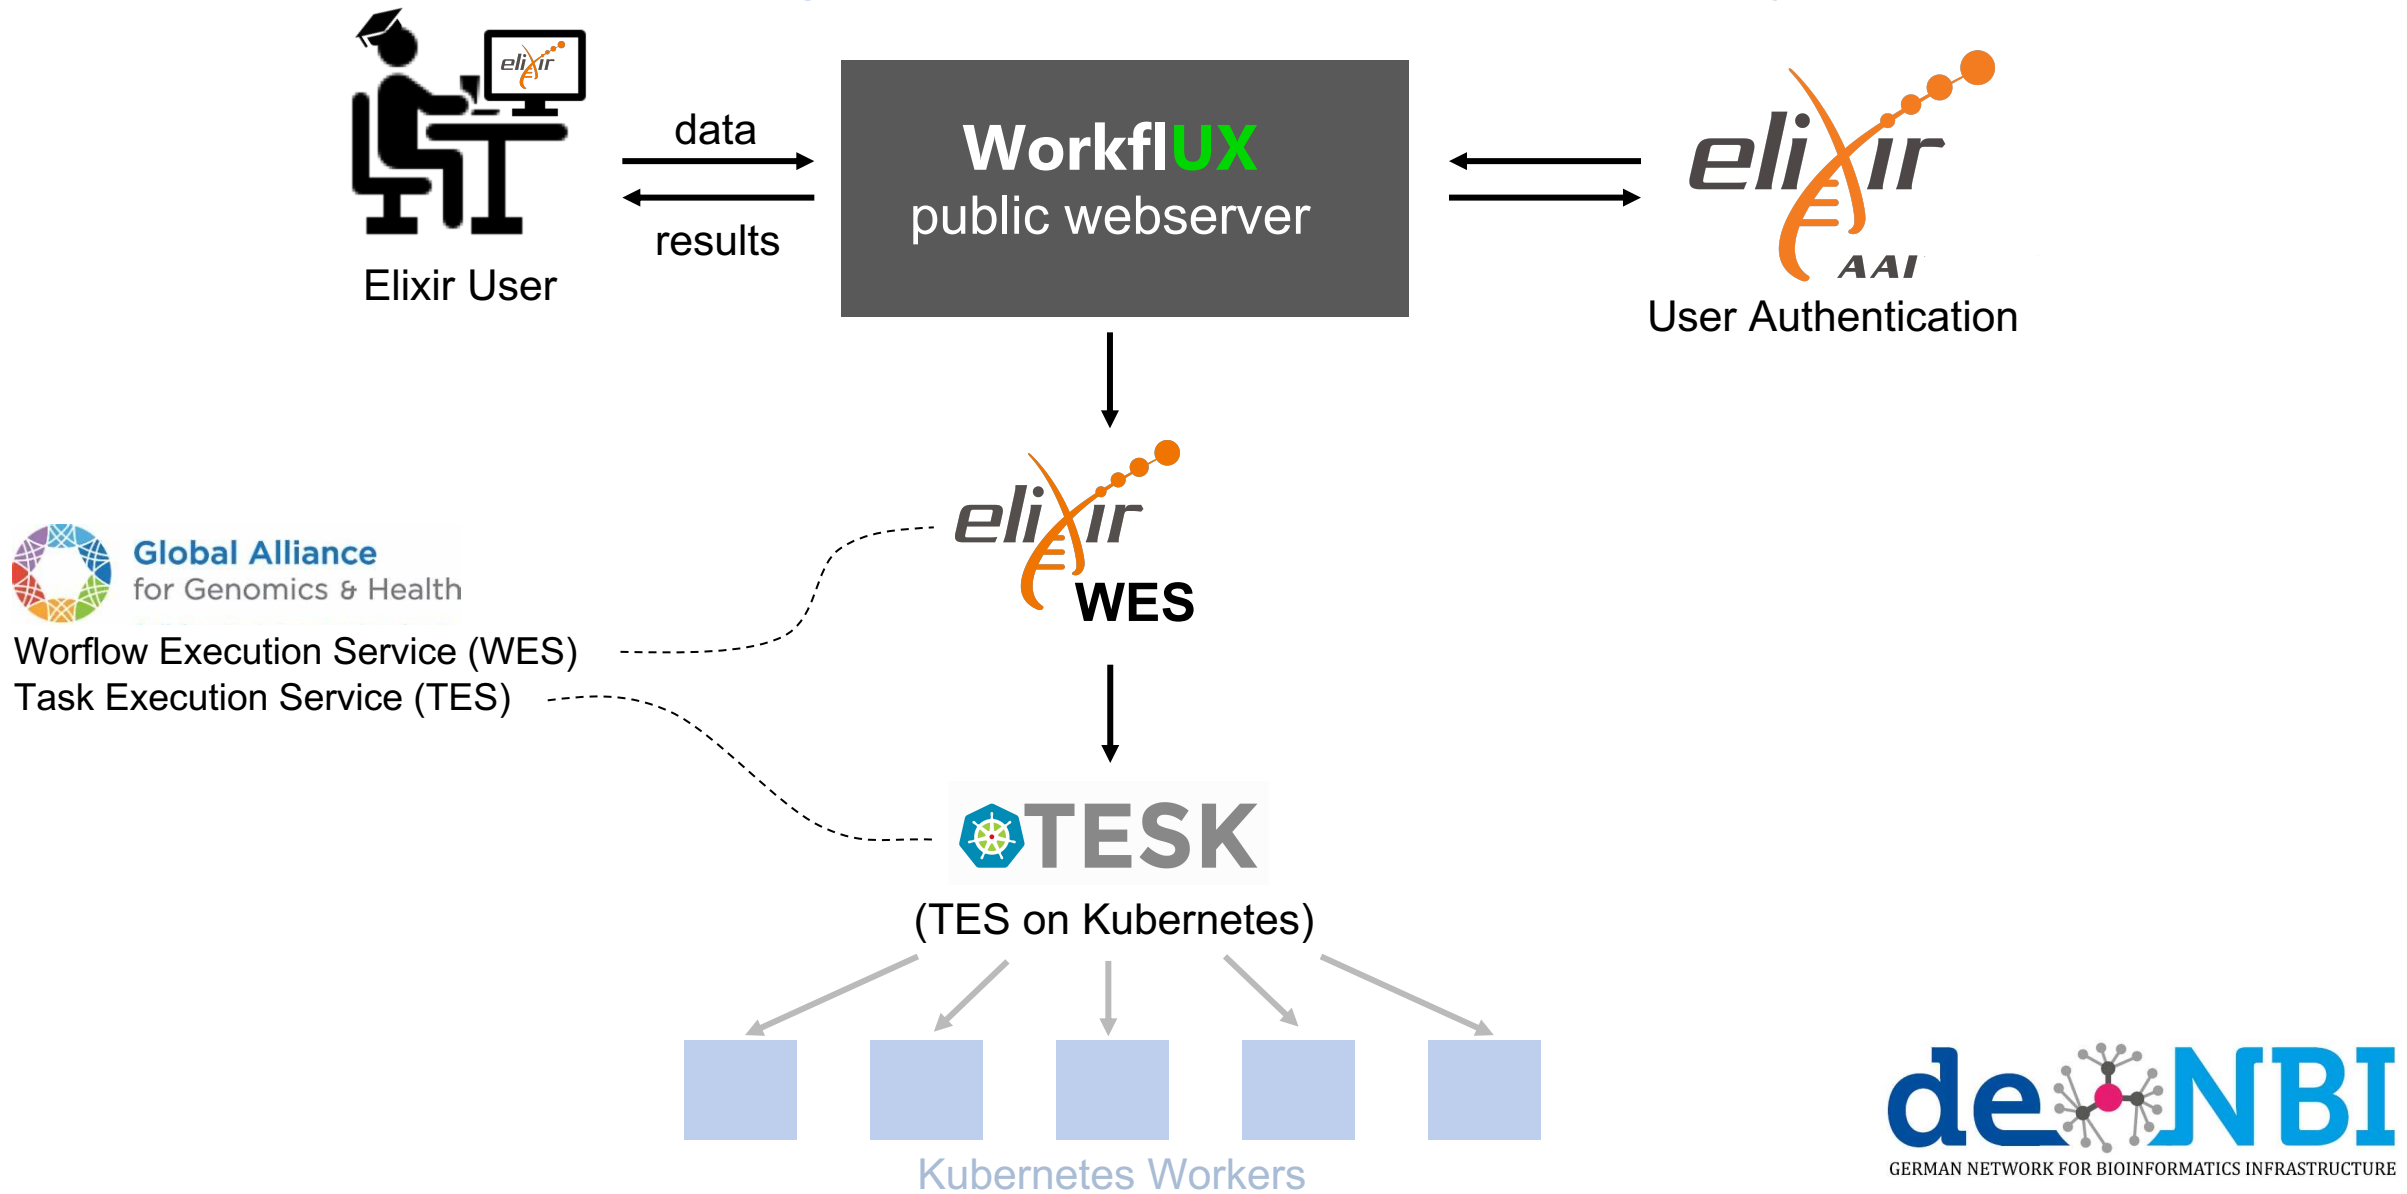 elixir
data
results
Elixir User
WorkflUX
public webserver
elixir
AAI
User Authentication
elixir
WES
Global Alliance
for Genomics & Health
Worflow Execution Service (WES)
Task Execution Service (TES)
TESK
(TES on Kubernetes)
Kubernetes Workers
de NBI
GERMAN NETWORK FOR BIOINFORMATICS INFRASTRUCTURE